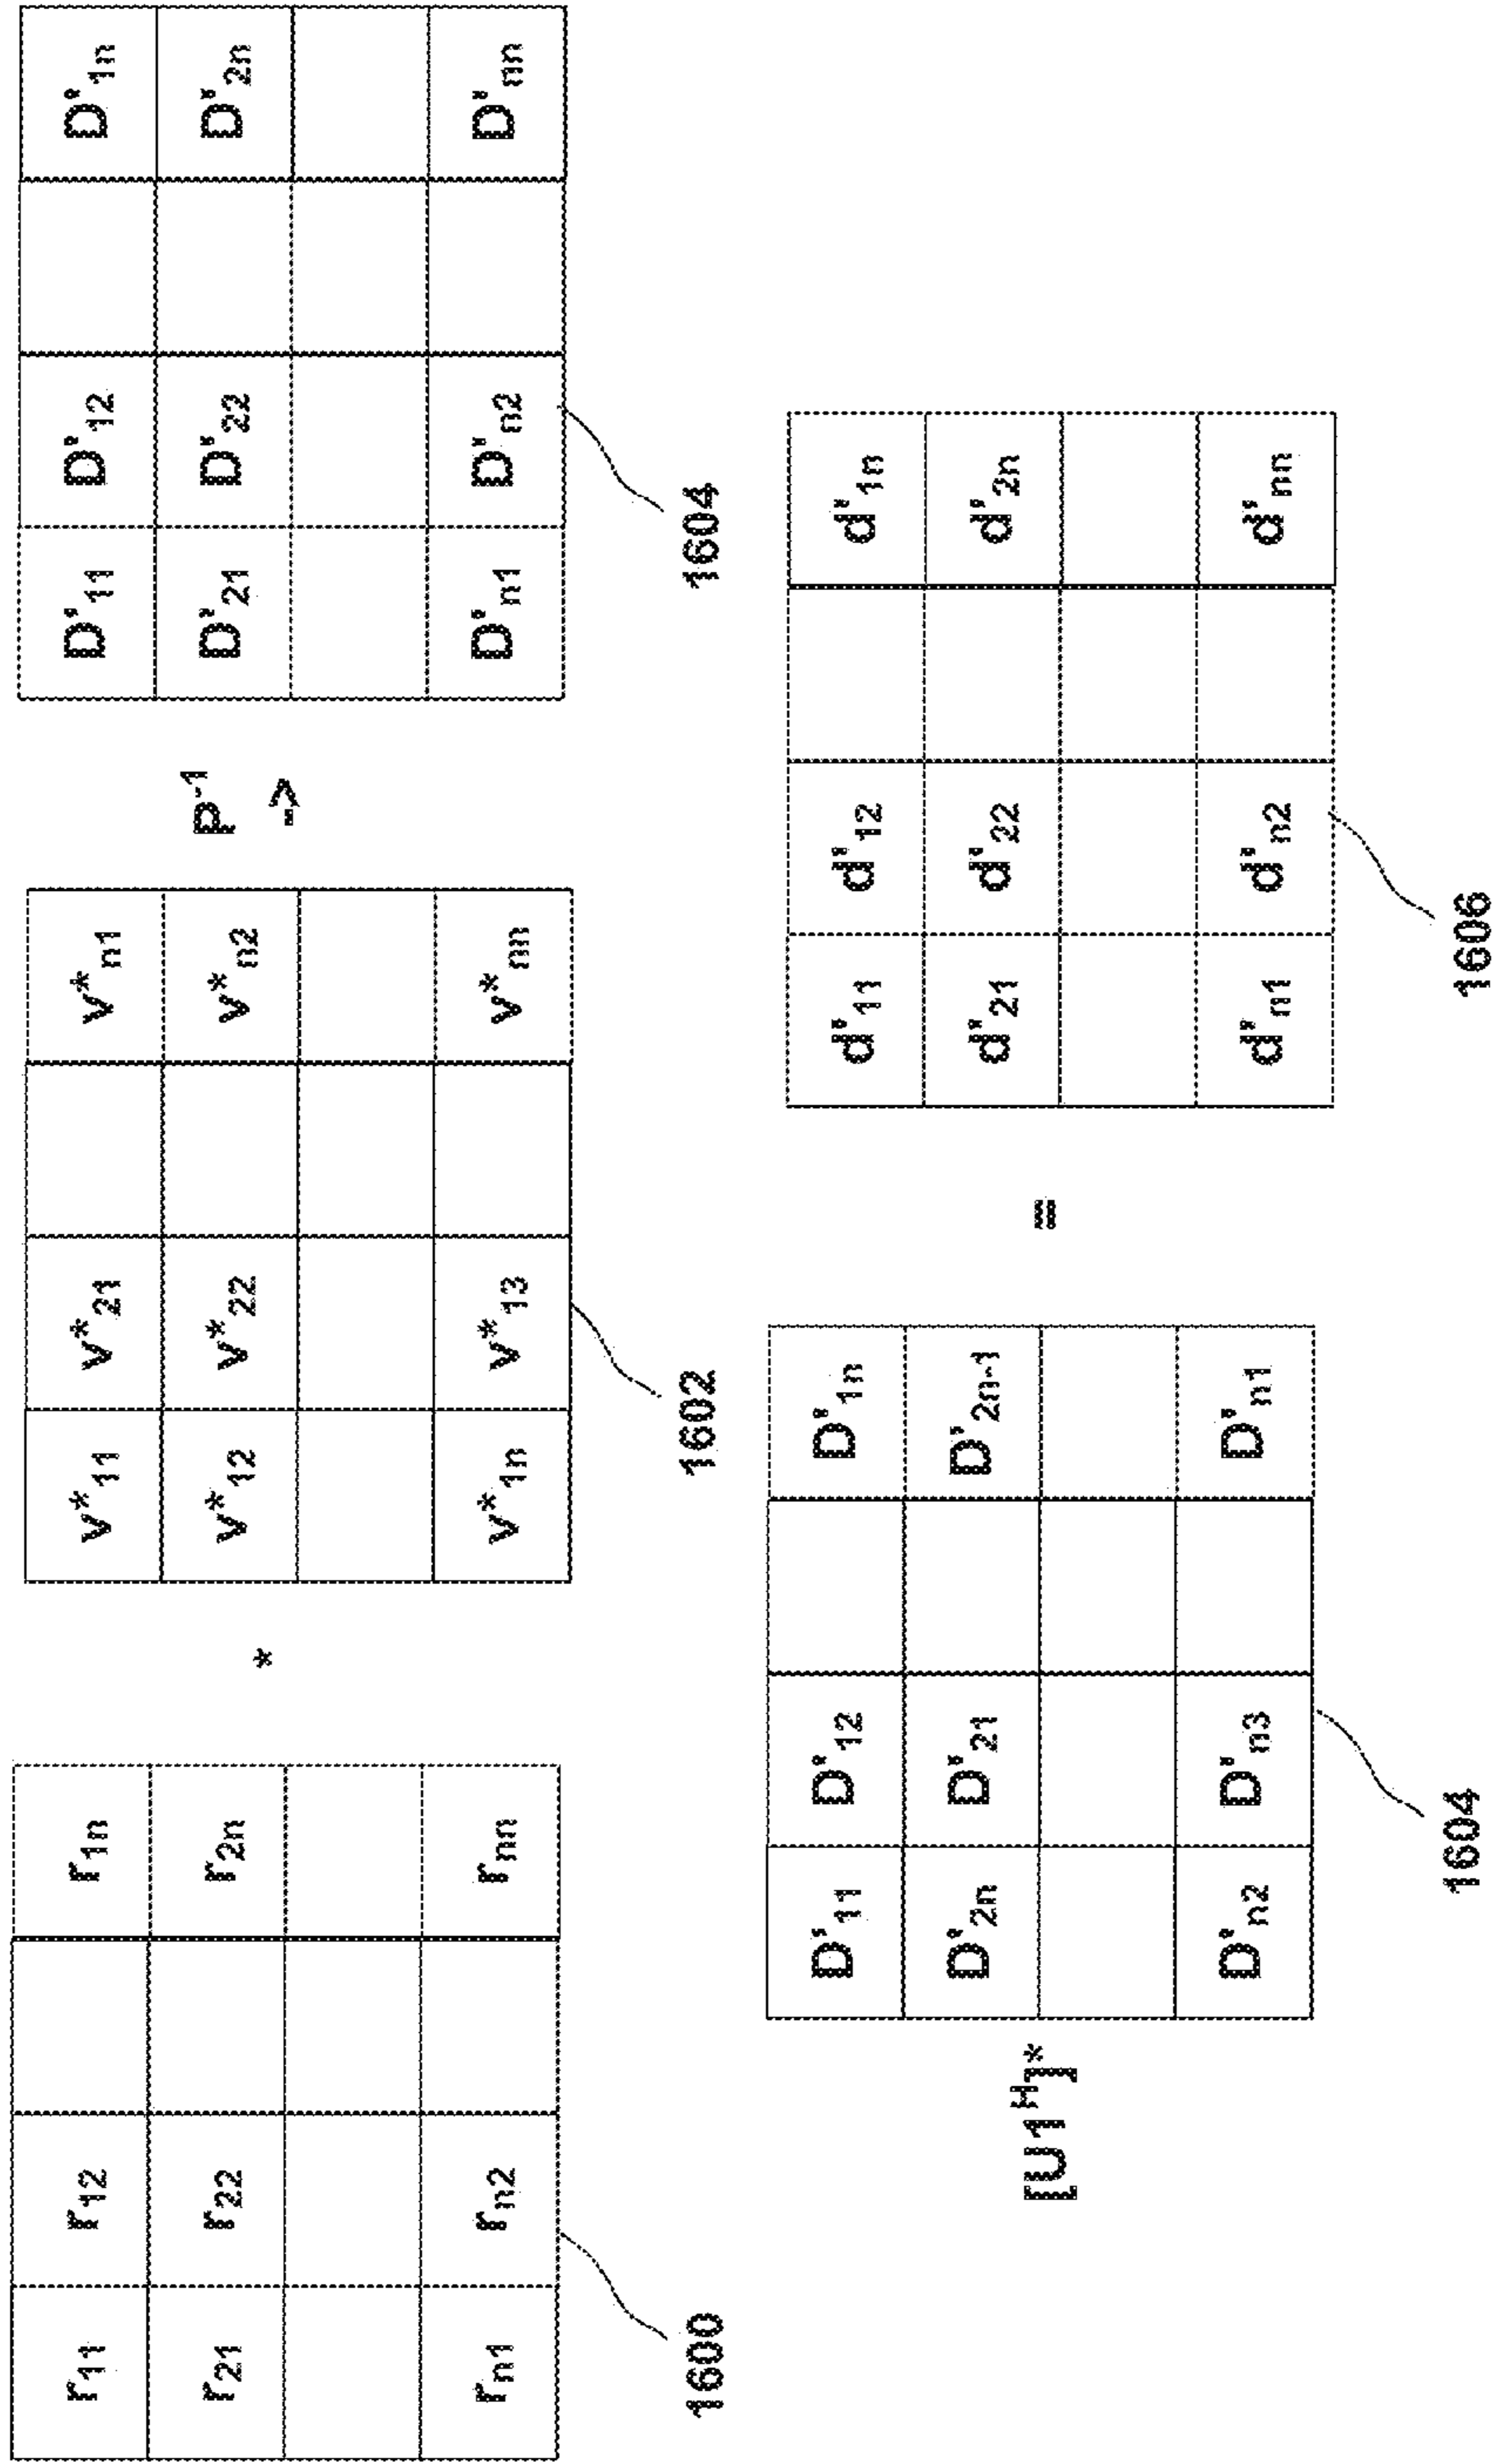 r11 r12 r1n * v*11 v*21 v*n1 P-1 D'11 D'12 D'1n
r21 r22 r2n v*12 v*22 v*n2 -> D'21 D'22 D'2n
rn1 rn2 rnn v*1n v*13 v*nn D'n1 D'n2 D'nn
1600 1602 1604
[U1H]* D'11 D'12 D'1n = d'11 d'12 d'1n
D'2n D'21 D'2n-1 d'21 d'22 d'2n
D'n2 D'n3 D'n1 d'n1 d'n2 d'nn
1604 1606